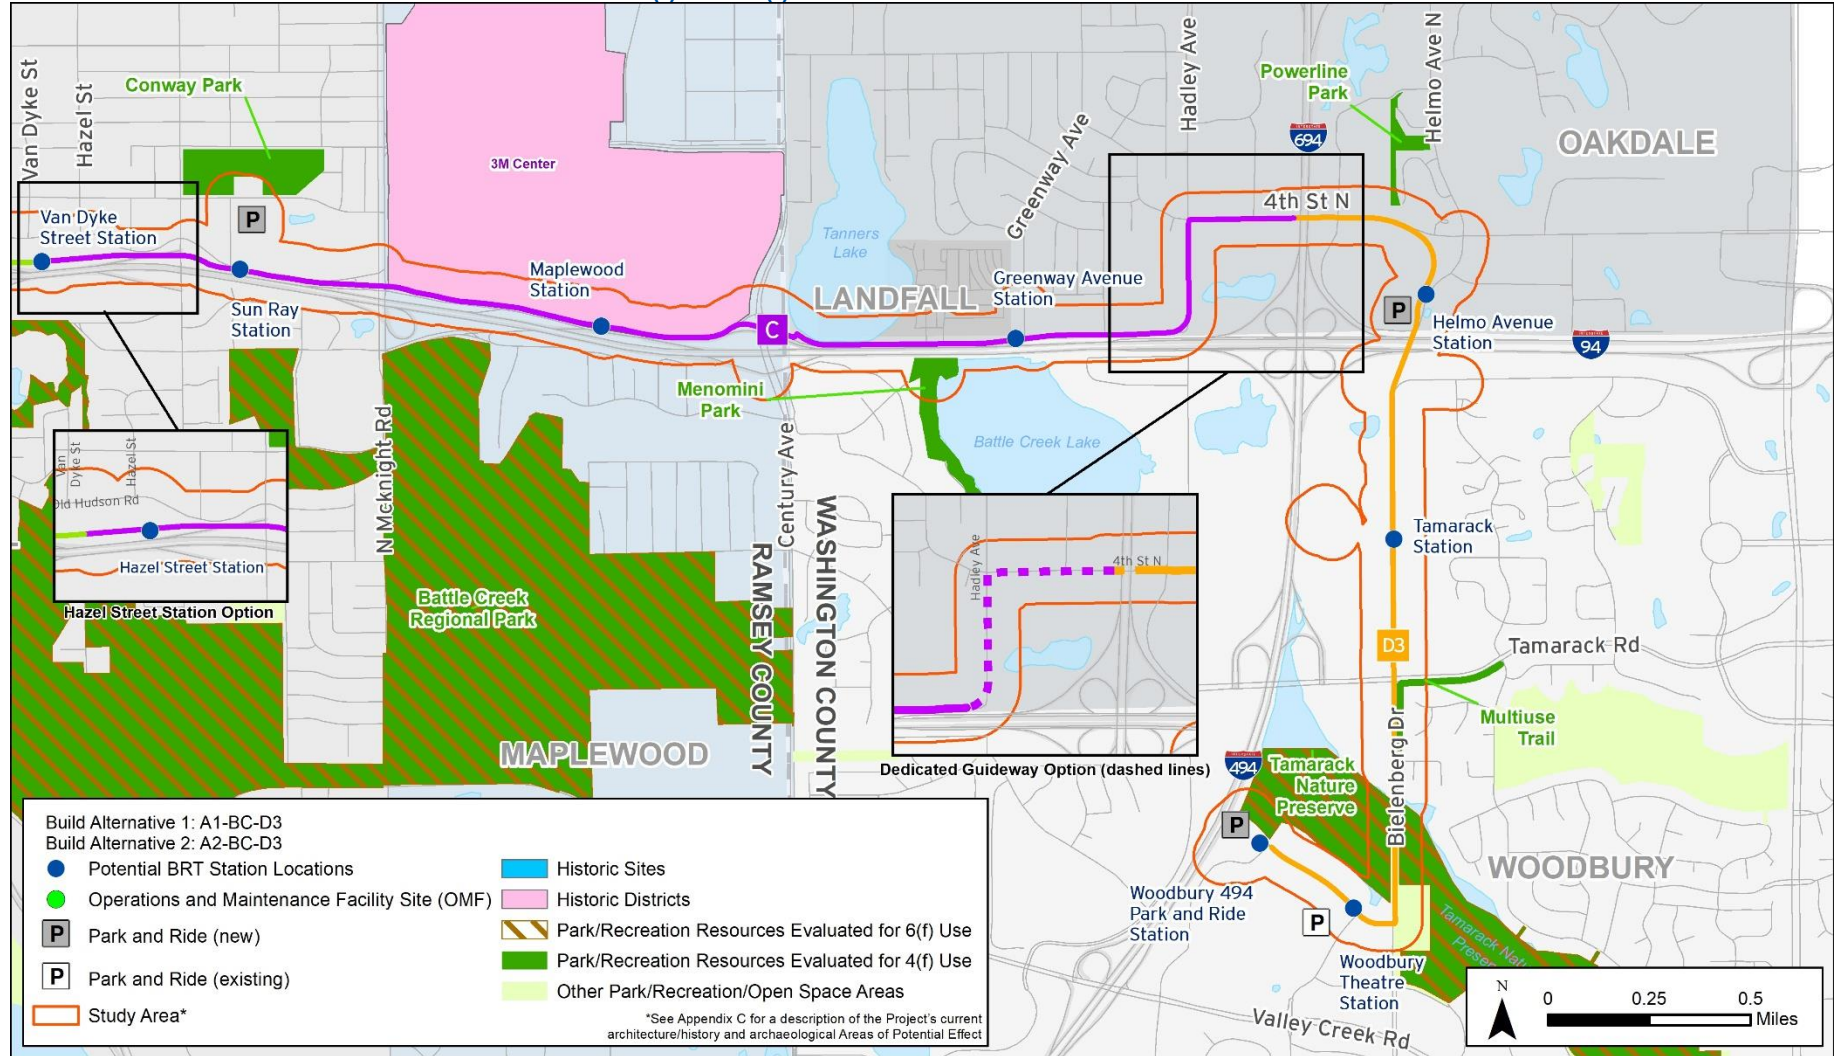 Van Dyke St
Hazel St
Conway Park
3M Center
Hadley Ave
Powerline
Park
Helmo Ave N
694
OAKDALE
Greenway Ave
4th St N
Van Dyke
Street Station
P
Tanners
Lake
Maplewood
Station
Greenway Avenue
Station
LANDFALL
Sun Ray
Station
C
P
Helmo Avenue
Station
94
Menomini
Park
N Mcknight Rd
Century Ave
Battle Creek Lake
Van
Dyke St
Hazel St
Old Hudson Rd
Hazel Street Station
Hazel Street Station Option
Battle Creek
Regional Park
RAMSEY COUNTY
WASHINGTON COUNTY
Hadley Ave
4th St N
Dedicated Guideway Option (dashed lines)
Tamarack
Station
D3
Tamarack Rd
Multiuse
Trail
Bielenberg Dr
MAPLEWOOD
494
Tamarack
Nature
Preserve
P
WOODBURY
Woodbury 494
Park and Ride
Station
P
Woodbury
Theatre
Station
Tamarack Nature
Valley Creek Rd
Build Alternative 1: A1-BC-D3
Build Alternative 2: A2-BC-D3
Potential BRT Station Locations
Operations and Maintenance Facility Site (OMF)
P Park and Ride (new)
P Park and Ride (existing)
Study Area*
Historic Sites
Historic Districts
Park/Recreation Resources Evaluated for 6(f) Use
Park/Recreation Resources Evaluated for 4(f) Use
Other Park/Recreation/Open Space Areas
*See Appendix C for a description of the Project's current
architecture/history and archaeological Areas of Potential Effect
N
0 0.25 0.5
Miles